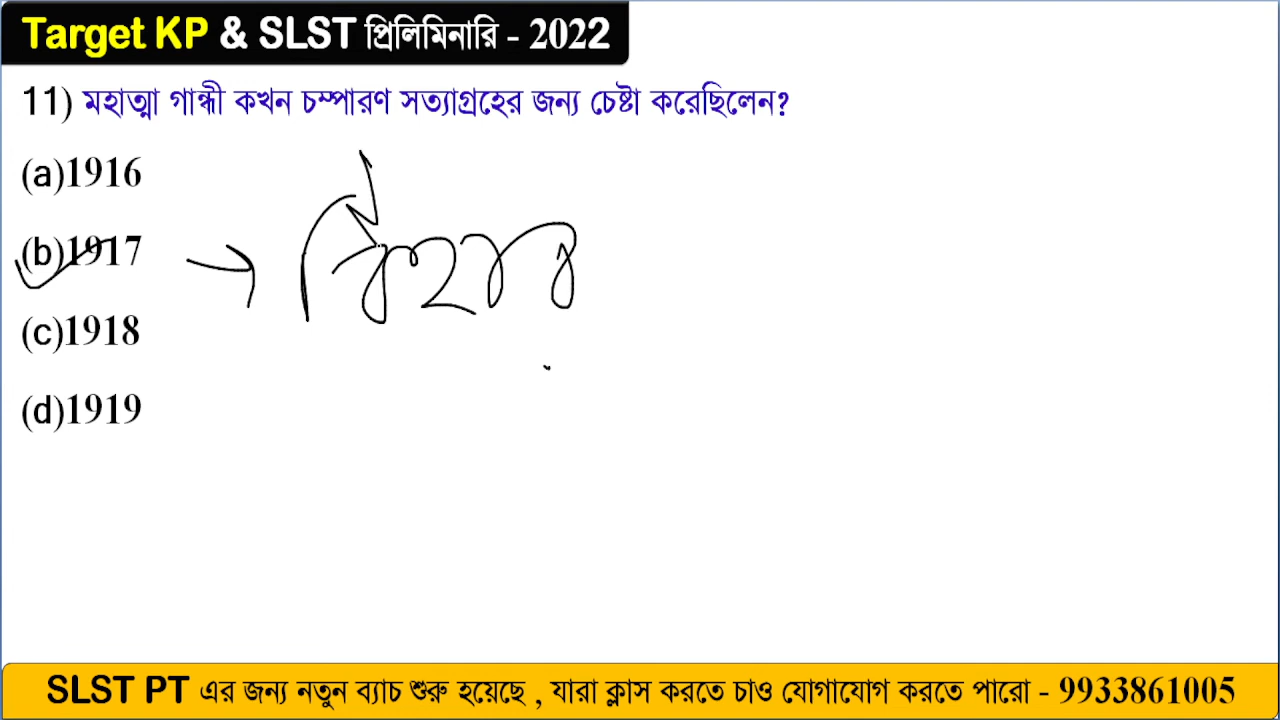 Target KP & SLST প্রিলিমিনারি - 2022
11) মহাত্মা গান্ধী কখন চম্পারণ সত্যাগ্রহের জন্য চেষ্টা করেছিলেন?
(a)1916
(b)1917 → বিহার
(c)1918
(d)1919
SLST PT এর জন্য নতুন ব্যাচ শুরু হয়েছে , যারা ক্লাস করতে চাও যোগাযোগ করতে পারো - 9933861005